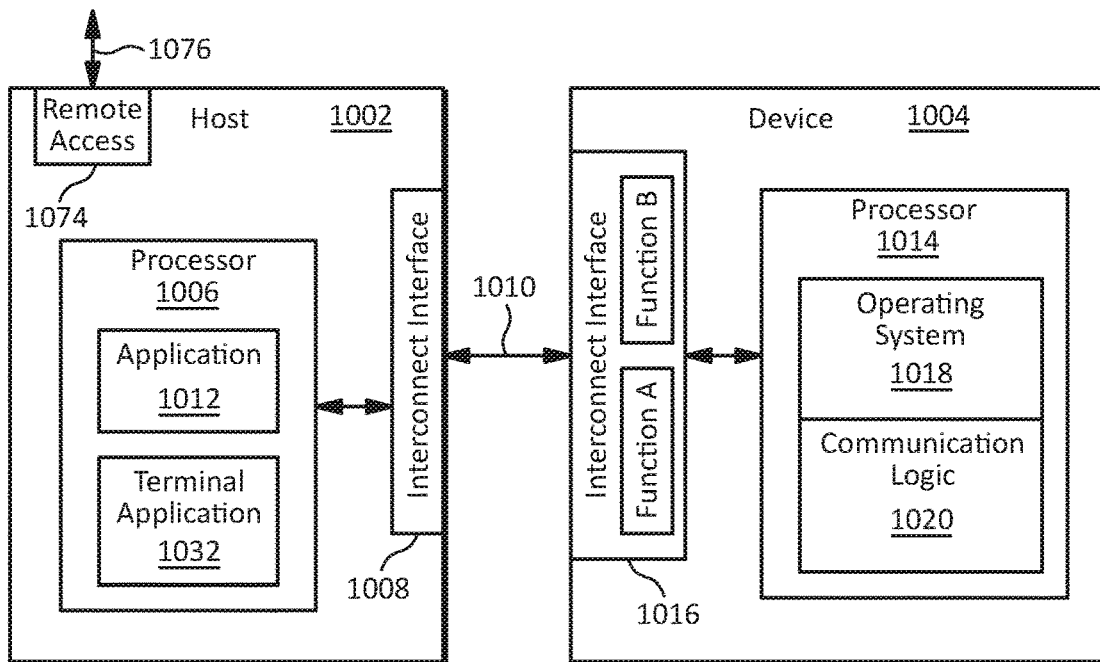 1076
Remote
Access
Host 1002
1074
Processor
1006
Application
1012
Terminal
Application
1032
Interconnect Interface
1008
1010
Device 1004
Interconnect Interface
Function B
Function A
1016
Processor
1014
Operating
System
1018
Communication
Logic
1020